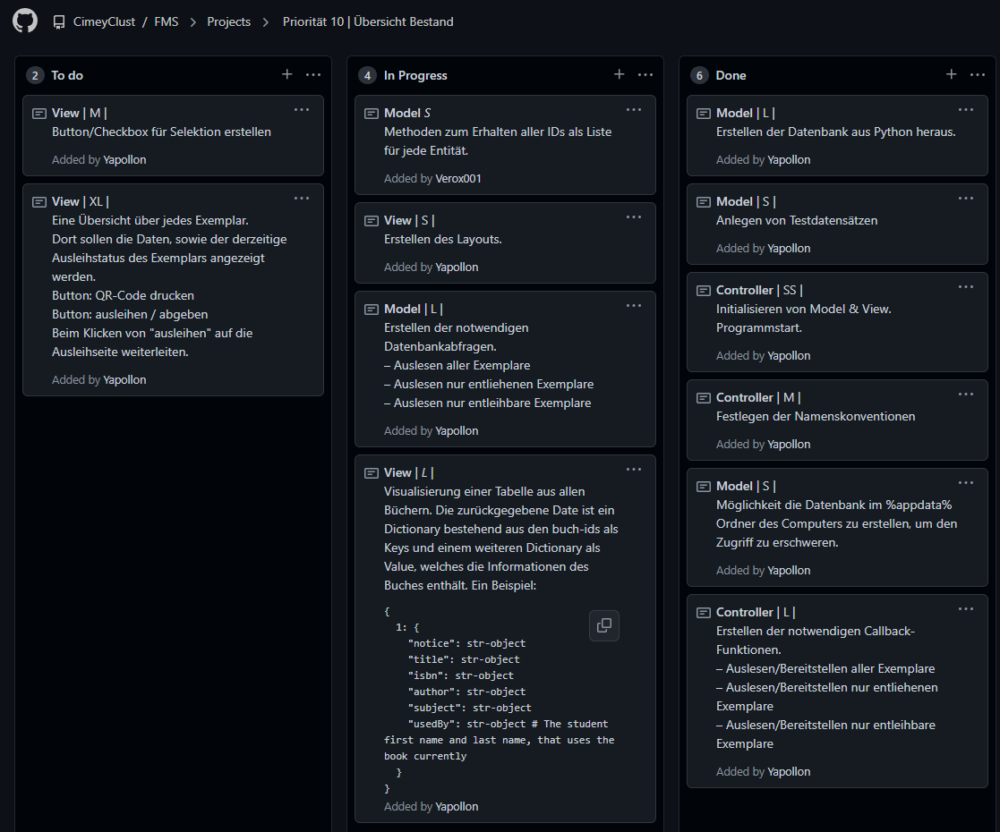 CimeyClust / FMS > Projects > Priorität 10 | Übersicht Bestand
2 To do
View | M |
Button/Checkbox für Selektion erstellen
Added by Yapollon
View | XL |
Eine Übersicht über jedes Exemplar.
Dort sollen die Daten, sowie der derzeitige
Ausleihstatus des Exemplars angezeigt
werden.
Button: QR-Code drucken
Button: ausleihen / abgeben
Beim Klicken von "ausleihen" auf die
Ausleihseite weiterleiten.
Added by Yapollon
4 In Progress
Model S
Methoden zum Erhalten aller IDs als Liste
für jede Entität.
Added by Verox001
View | S |
Erstellen des Layouts.
Added by Yapollon
Model | L |
Erstellen der notwendigen
Datenbankabfragen.
– Auslesen aller Exemplare
– Auslesen nur entliehenen Exemplare
– Auslesen nur entleihbare Exemplare
Added by Yapollon
View | L |
Visualisierung einer Tabelle aus allen
Büchern. Die zurückgegebene Date ist ein
Dictionary bestehend aus den buch-ids als
Keys und einem weiteren Dictionary als
Value, welches die Informationen des
Buches enthält. Ein Beispiel:
{
1: {
"notice": str-object
"title": str-object
"isbn": str-object
"author": str-object
"subject": str-object
"usedBy": str-object # The student
first name and last name, that uses the
book currently
}
}
Added by Yapollon
6 Done
Model | L |
Erstellen der Datenbank aus Python heraus.
Added by Yapollon
Model | S |
Anlegen von Testdatensätzen
Added by Yapollon
Controller | SS |
Initialisieren von Model & View.
Programmstart.
Added by Yapollon
Controller | M |
Festlegen der Namenskonventionen
Added by Yapollon
Model | S |
Möglichkeit die Datenbank im %appdata%
Ordner des Computers zu erstellen, um den
Zugriff zu erschweren.
Added by Yapollon
Controller | L |
Erstellen der notwendigen Callback-
Funktionen.
– Auslesen/Bereitstellen aller Exemplare
– Auslesen/Bereitstellen nur entliehenen
Exemplare
– Auslesen/Bereitstellen nur entleihbare
Exemplare
Added by Yapollon